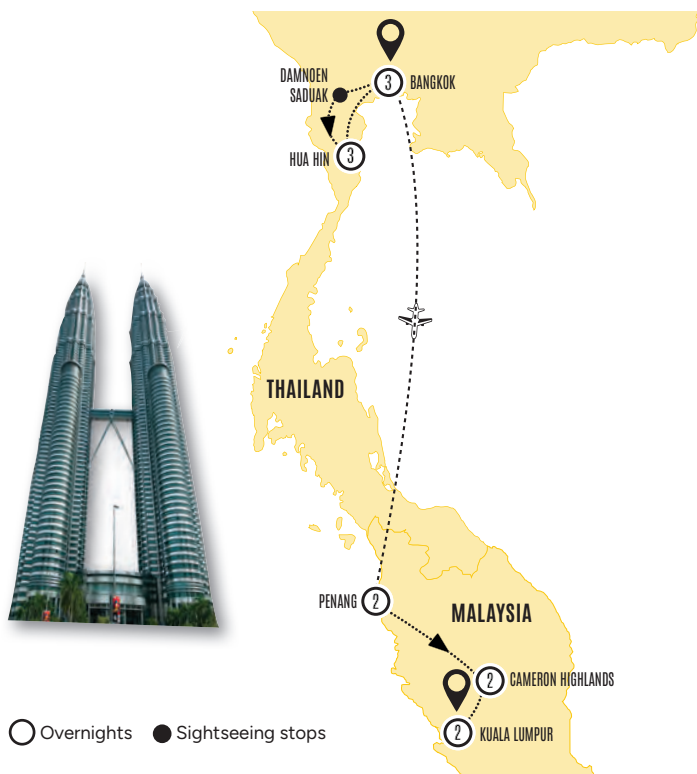 DAMNOEN
SADUAK
3
BANGKOK
HUA HIN
3
THAILAND
PENANG
2
MALAYSIA
2
CAMERON HIGHLANDS
2
KUALA LUMPUR
Overnights
Sightseeing stops